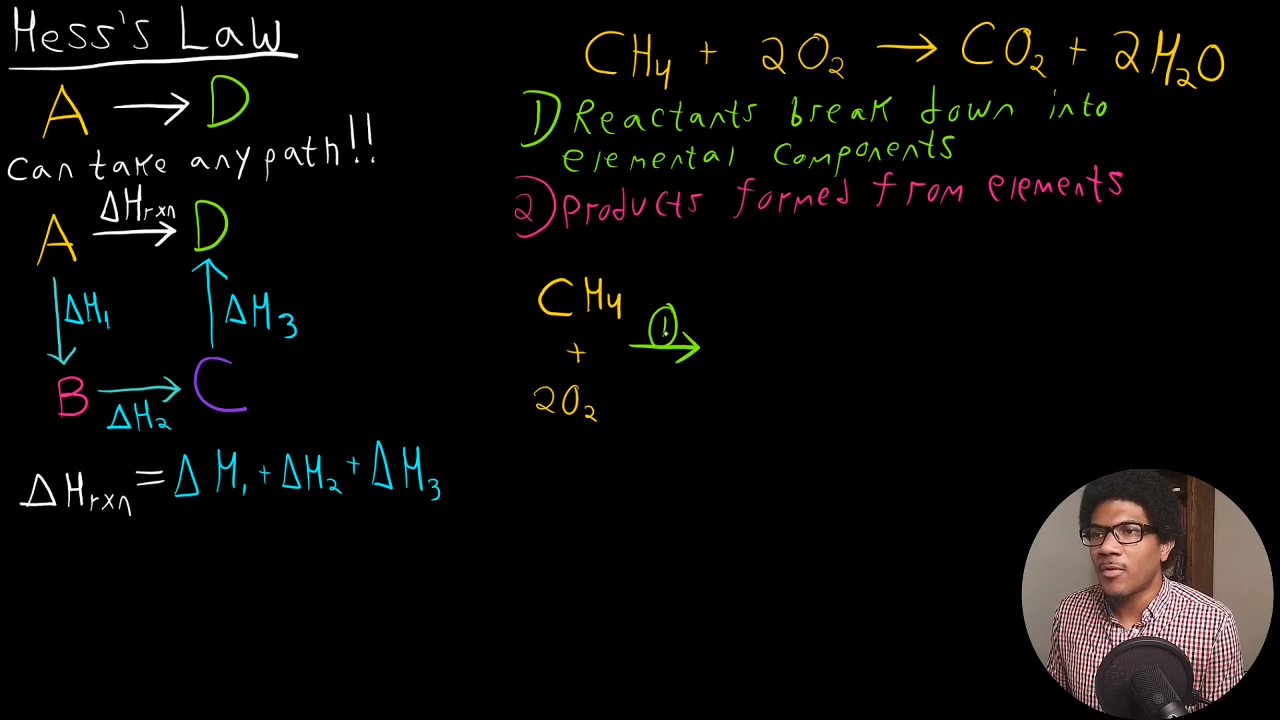 Hess's Law
A → D
can take any path!!
ΔHrxn
A → D
ΔH1
ΔH3
B → C
ΔH2
ΔHrxn = ΔH1 + ΔH2 + ΔH3
CH4 + 2O2 → CO2 + 2H2O
1) Reactants break down into
elemental components
2) products formed from elements
CH4
1
+ →
2O2